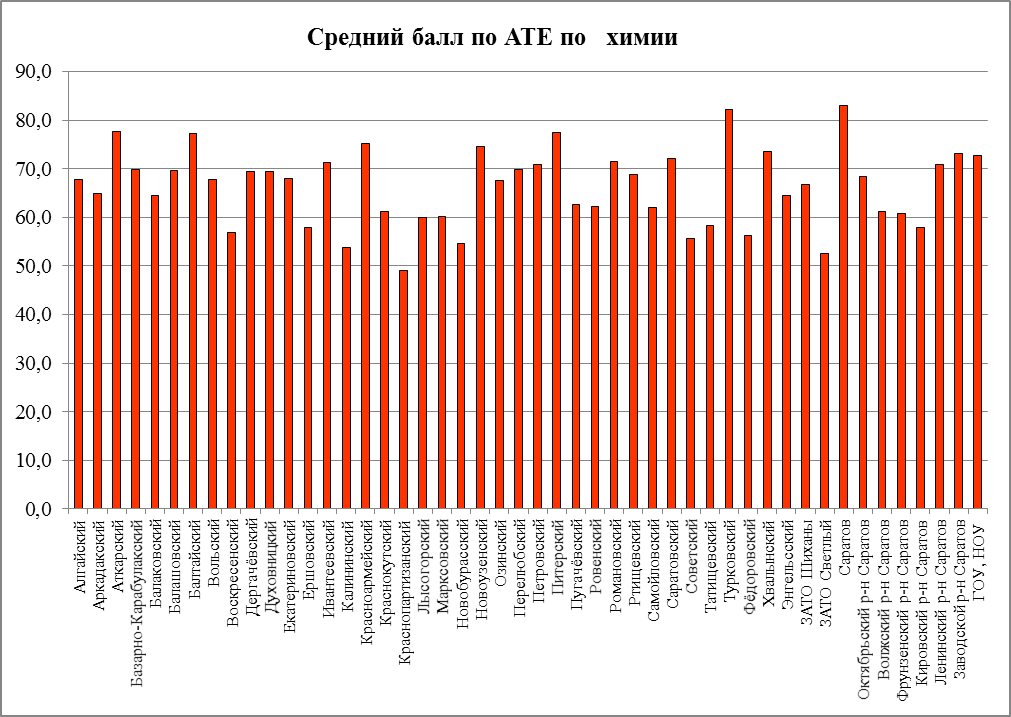 Средний балл по АТЕ по химии
90,0
80,0
70,0
60,0
50,0
40,0
30,0
20,0
10,0
0,0
Алгайский
Аркадакский
Аткарский
Базарно-Карабулакский
Балаковский
Балашовский
Балтайский
Вольский
Воскресенский
Дергачёвский
Духовницкий
Екатериновский
Ершовский
Ивантеевский
Калининский
Красноармейский
Краснокутский
Краснопартизанский
Лысогорский
Марксовский
Новобурасский
Новоузенский
Озинский
Перелюбский
Петровский
Питерский
Пугачёвский
Ровенский
Романовский
Ртищевский
Самойловский
Саратовский
Советский
Татищевский
Турковский
Фёдоровский
Хвалынский
Энгельсский
ЗАТО Шиханы
ЗАТО Светлый
Саратов
Октябрьский р-н Саратов
Волжский р-н Саратов
Фрунзенский р-н Саратов
Кировский р-н Саратов
Ленинский р-н Саратов
Заводской р-н Саратов
ГОУ, НОУ